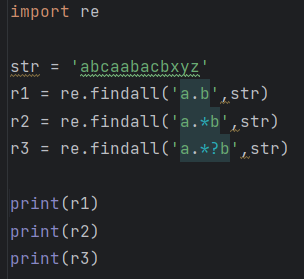 import re
str = 'abcaabacbxyz'
r1 = re.findall('a.b',str)
r2 = re.findall('a.*b',str)
r3 = re.findall('a.*?b',str)
print(r1)
print(r2)
print(r3)